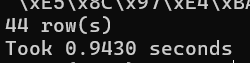 \xE5\x8C\x97\xE4\xBA
44 row(s)
Took 0.9430 seconds